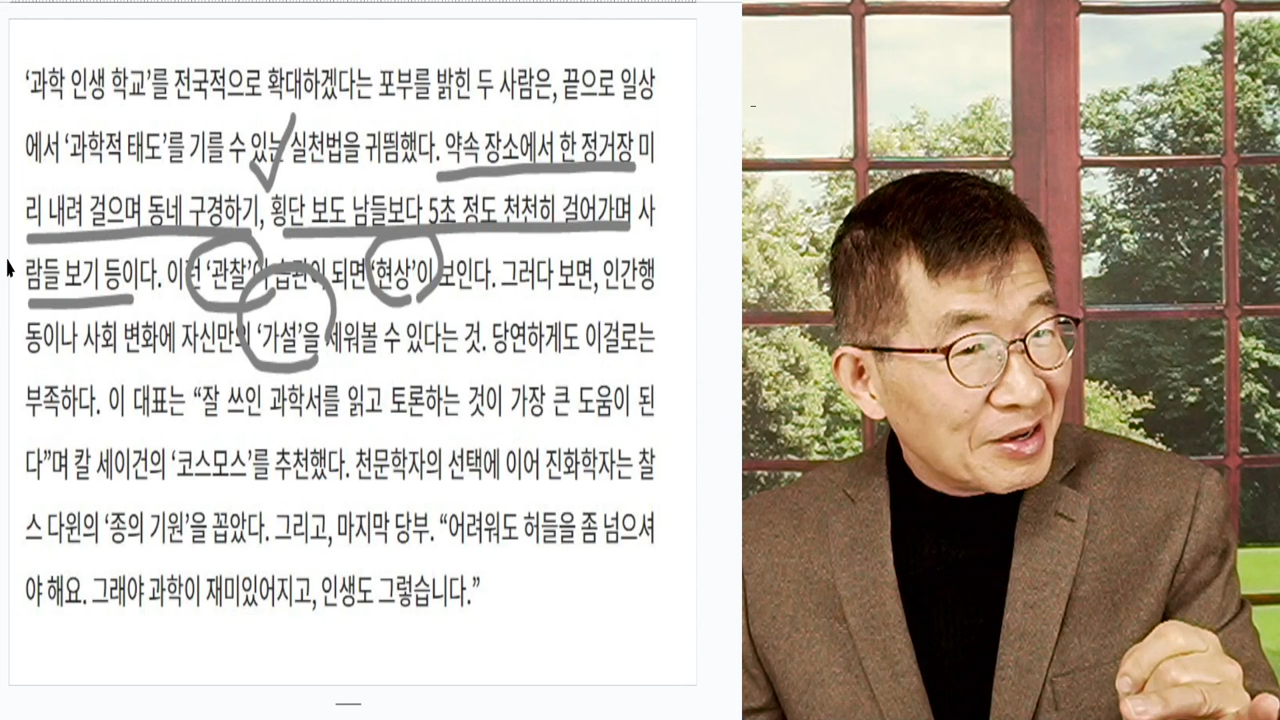 ‘과학 인생 학교’를 전국적으로 확대하겠다는 포부를 밝힌 두 사람은, 끝으로 일상
에서 ‘과학적 태도’를 기를 수 있는 실천법을 귀띔했다. 약속 장소에서 한 정거장 미
리 내려 걸으며 동네 구경하기, 횡단 보도 남들보다 5초 정도 천천히 걸어가며 사
람들 보기 등이다. 이런 ‘관찰’이 습관이 되면 ‘현상’이 보인다. 그러다 보면, 인간행
동이나 사회 변화에 자신만의 ‘가설’을 세워볼 수 있다는 것. 당연하게도 이걸로는
부족하다. 이 대표는 “잘 쓰인 과학서를 읽고 토론하는 것이 가장 큰 도움이 된
다”며 칼 세이건의 ‘코스모스’를 추천했다. 천문학자의 선택에 이어 진화학자는 찰
스 다윈의 ‘종의 기원’을 꼽았다. 그리고, 마지막 당부. “어려워도 허들을 좀 넘으셔
야 해요. 그래야 과학이 재미있어지고, 인생도 그렇습니다.”